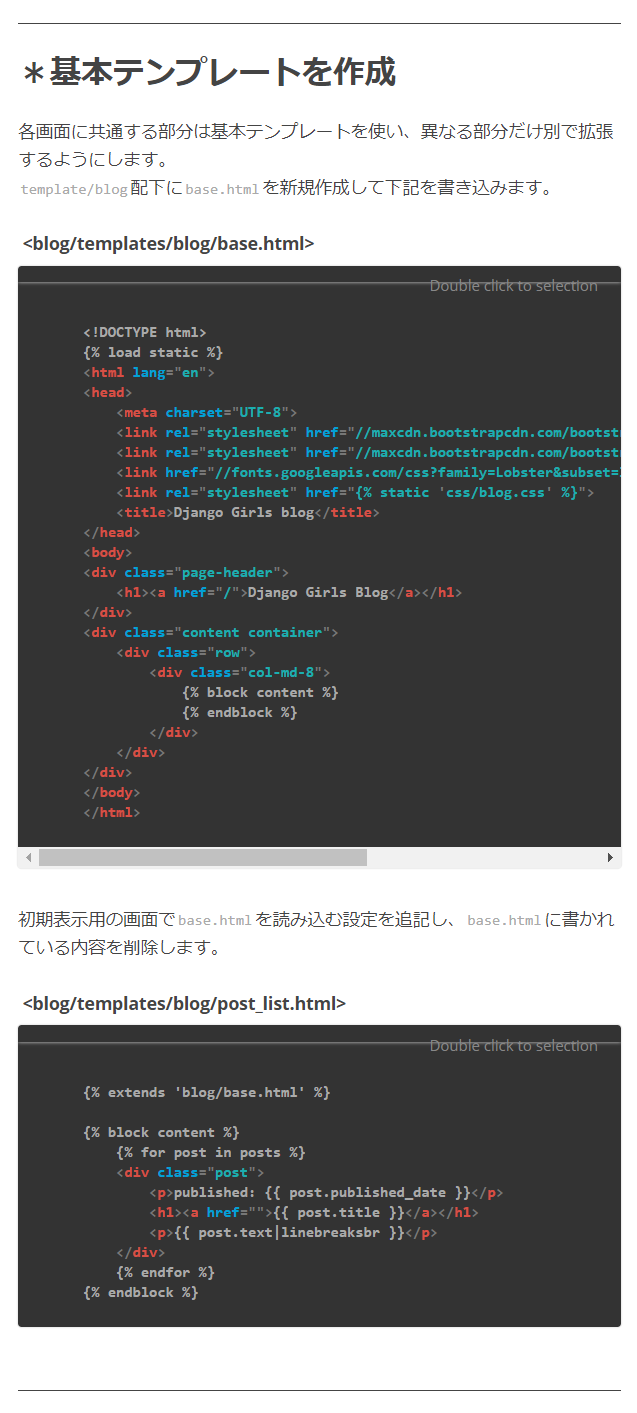 ＊基本テンプレートを作成
各画面に共通する部分は基本テンプレートを使い、異なる部分だけ別で拡張
するようにします。
template/blog配下にbase.htmlを新規作成して下記を書き込みます。
<blog/templates/blog/base.html>
Double click to selection
<!DOCTYPE html>
{% load static %}
<html lang="en">
<head>
    <meta charset="UTF-8">
    <link rel="stylesheet" href="//maxcdn.bootstrapcdn.com/bootst
    <link rel="stylesheet" href="//maxcdn.bootstrapcdn.com/bootst
    <link href="//fonts.googleapis.com/css?family=Lobster&subset=
    <link rel="stylesheet" href="{% static 'css/blog.css' %}">
    <title>Django Girls blog</title>
</head>
<body>
<div class="page-header">
    <h1><a href="/">Django Girls Blog</a></h1>
</div>
<div class="content container">
    <div class="row">
        <div class="col-md-8">
            {% block content %}
            {% endblock %}
        </div>
    </div>
</div>
</body>
</html>
初期表示用の画面でbase.htmlを読み込む設定を追記し、base.htmlに書かれ
ている内容を削除します。
<blog/templates/blog/post_list.html>
Double click to selection
{% extends 'blog/base.html' %}
{% block content %}
    {% for post in posts %}
    <div class="post">
        <p>published: {{ post.published_date }}</p>
        <h1><a href="">{{ post.title }}</a></h1>
        <p>{{ post.text|linebreaksbr }}</p>
    </div>
    {% endfor %}
{% endblock %}